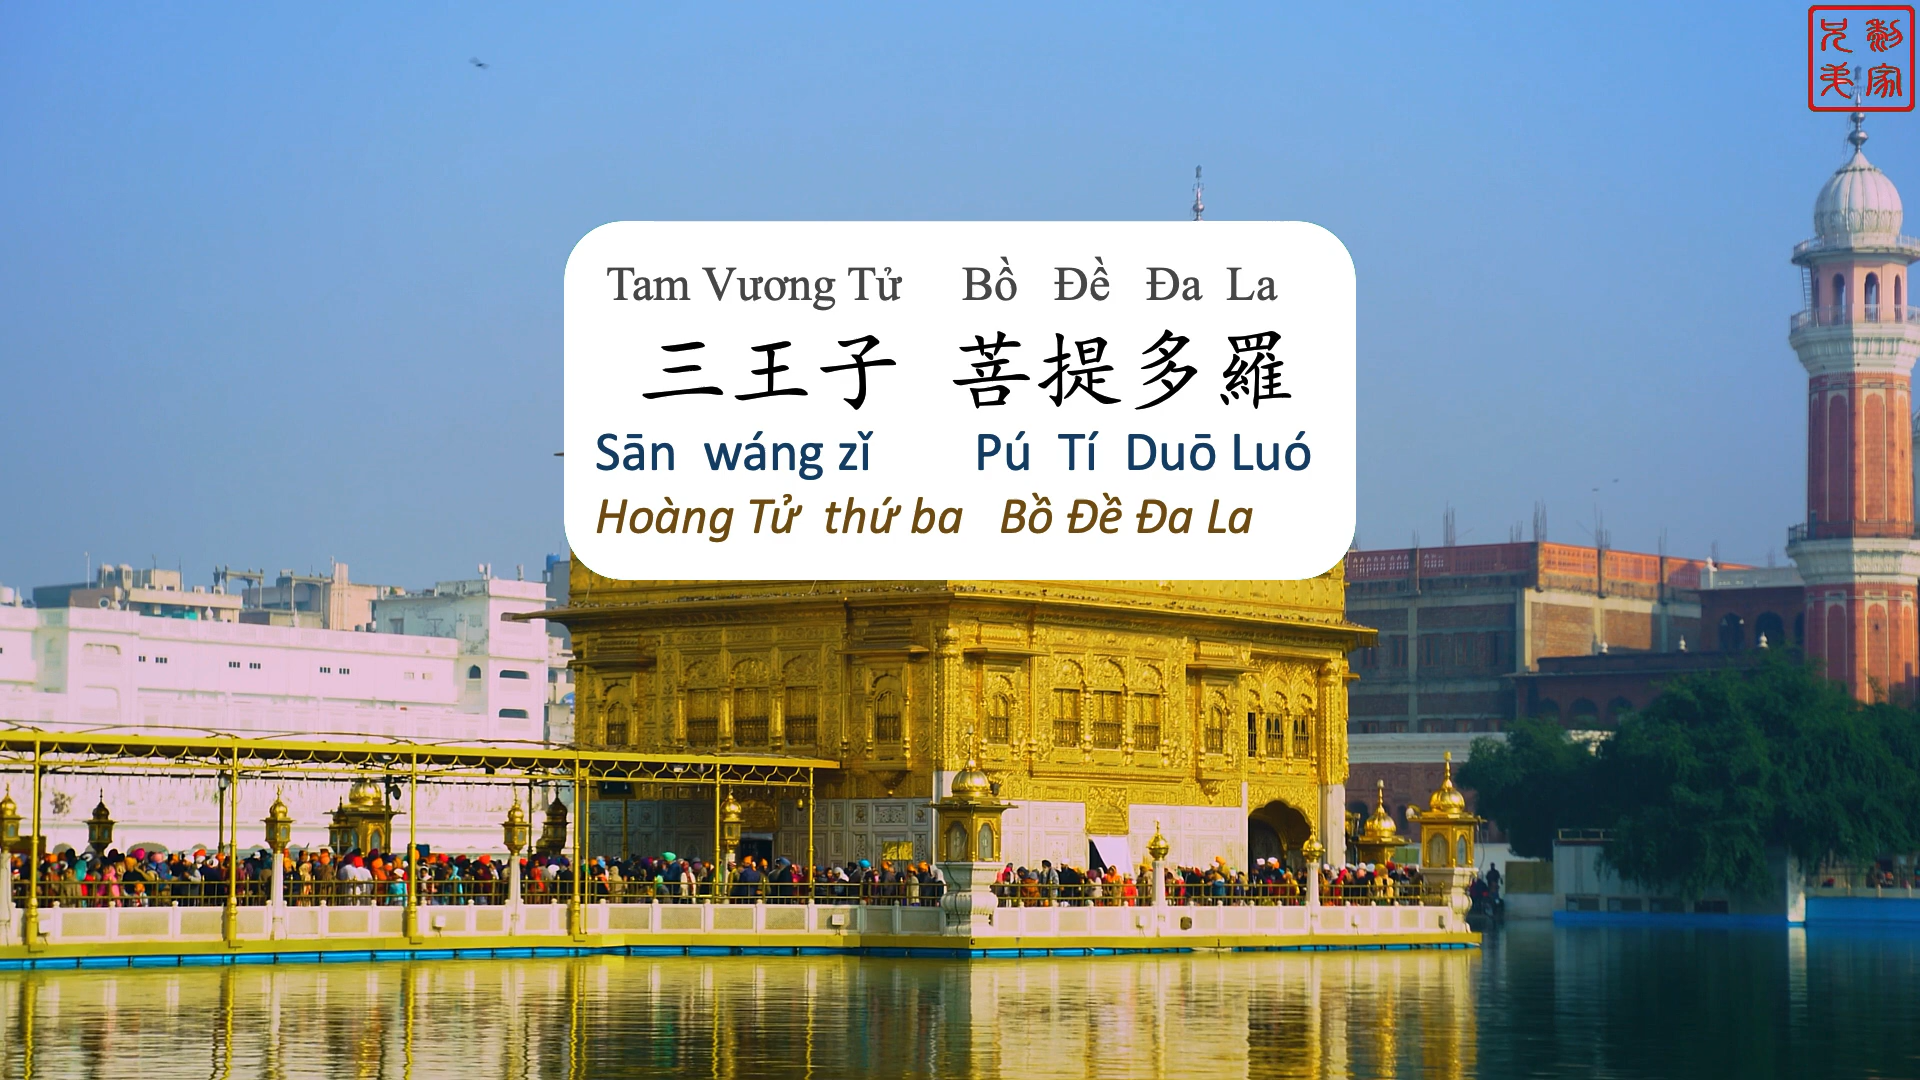 Tam Vương Tử Bồ Đề Đa La
三王子 菩提多羅
Sān wáng zǐ Pú Tí Duō Luó
Hoàng Tử thứ ba Bồ Đề Đa La